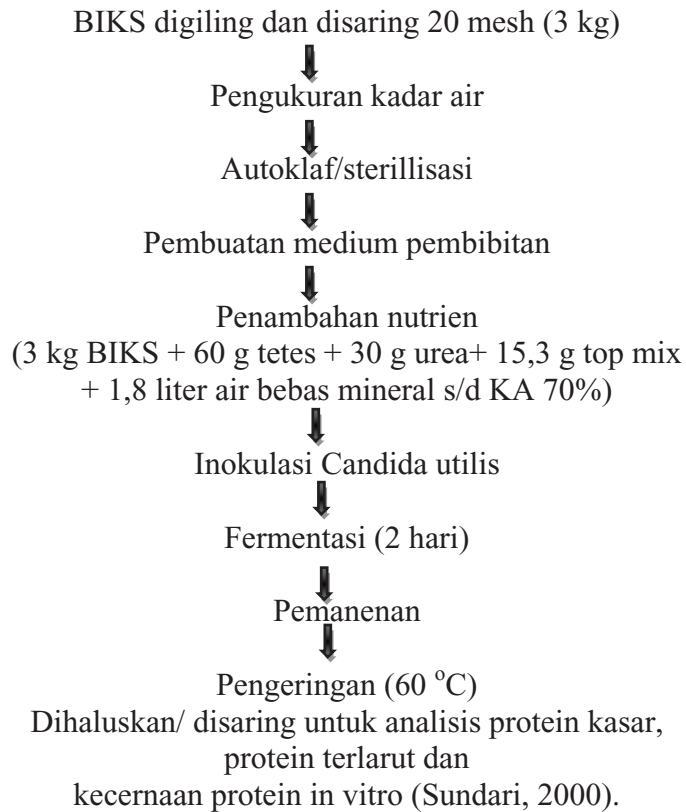 BIKS digiling dan disaring 20 mesh (3 kg)
Pengukuran kadar air
Autoklaf/sterillisasi
Pembuatan medium pembibitan
Penambahan nutrien
(3 kg BIKS + 60 g tetes + 30 g urea+ 15,3 g top mix
+ 1,8 liter air bebas mineral s/d KA 70%)
Inokulasi Candida utilis
Fermentasi (2 hari)
Pemanenan
Pengeringan (60 °C)
Dihaluskan/ disaring untuk analisis protein kasar,
protein terlarut dan
kecernaan protein in vitro (Sundari, 2000).